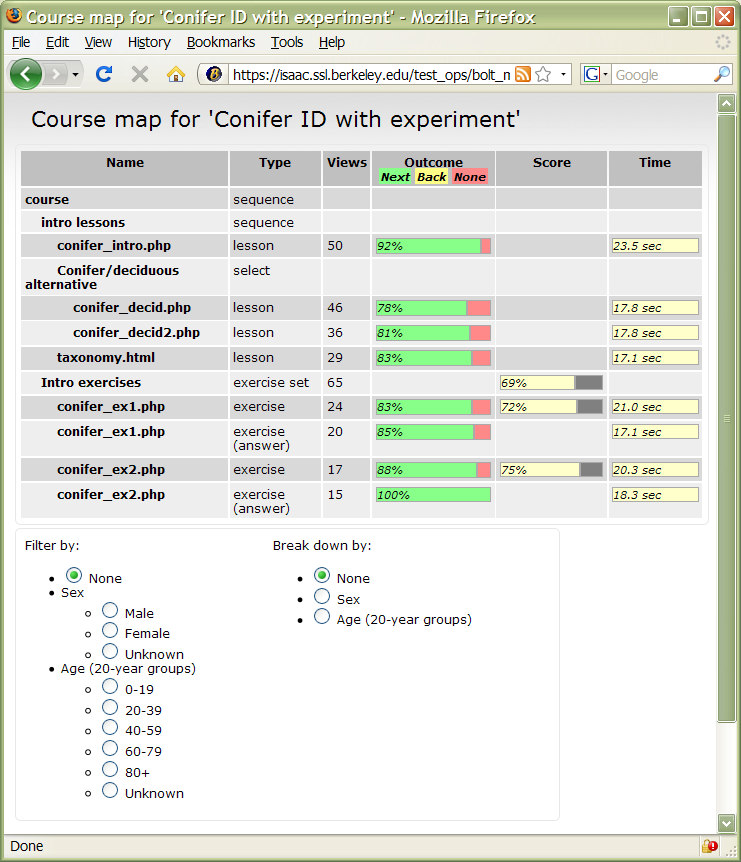 Course map for 'Conifer ID with experiment' - Mozilla Firefox
File Edit View History Bookmarks Tools Help
https://isaac.ssl.berkeley.edu/test_ops/bolt_m Google
Course map for 'Conifer ID with experiment'
Name Type Views Outcome Score Time
Next Back None
course sequence
intro lessons sequence
conifer_intro.php lesson 50 92% 23.5 sec
Conifer/deciduous select
alternative
conifer_decid.php lesson 46 78% 17.8 sec
conifer_decid2.php lesson 36 81% 17.8 sec
taxonomy.html lesson 29 83% 17.1 sec
Intro exercises exercise set 65 69%
conifer_ex1.php exercise 24 83% 72% 21.0 sec
conifer_ex1.php exercise 20 85% 17.1 sec
(answer)
conifer_ex2.php exercise 17 88% 75% 20.3 sec
conifer_ex2.php exercise 15 100% 18.3 sec
(answer)
Filter by: Break down by:
None None
Sex Sex
Male Age (20-year groups)
Female
Unknown
Age (20-year groups)
0-19
20-39
40-59
60-79
80+
Unknown
Done